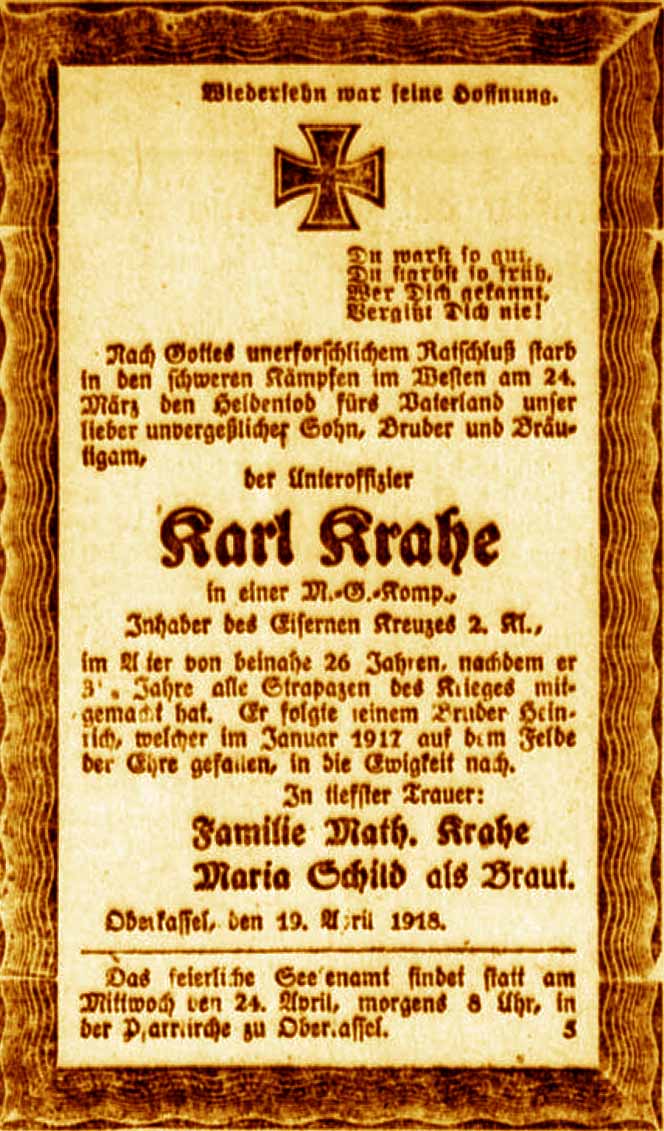 Wiedersehn war seine Hoffnung.
Du warst so gut,
Du starbst so früh,
Wer Dich gekannt,
Vergißt Dich nie!
Nach Gottes unerforschlichem Ratschluß starb
in den schweren Kämpfen im Westen am 24.
März den Heldentod fürs Vaterland unser
lieber unvergeßlicher Sohn, Bruder und Bräu-
tigam,
der Unteroffizier
Karl Krahe
in einer M.-G.-Komp.,
Inhaber des Eisernen Kreuzes 2. Kl.,
im Alter von beinahe 26 Jahren, nachdem er
Jahre alle Strapazen des Krieges mit-
gemacht hat. Er folgte seinem Bruder Hein-
rich, welcher im Januar 1917 auf dem Felde
der Ehre gefallen, in die Ewigkeit nach.
In tiefster Trauer:
Familie Math. Krahe
Maria Schild als Braut.
Oberkassel, den 19. April 1918.
Das feierliche Seelenamt findet statt am
Mittwoch den 24. April, morgens 8 Uhr, in
der Pfarrkirche zu Oberkassel. 5